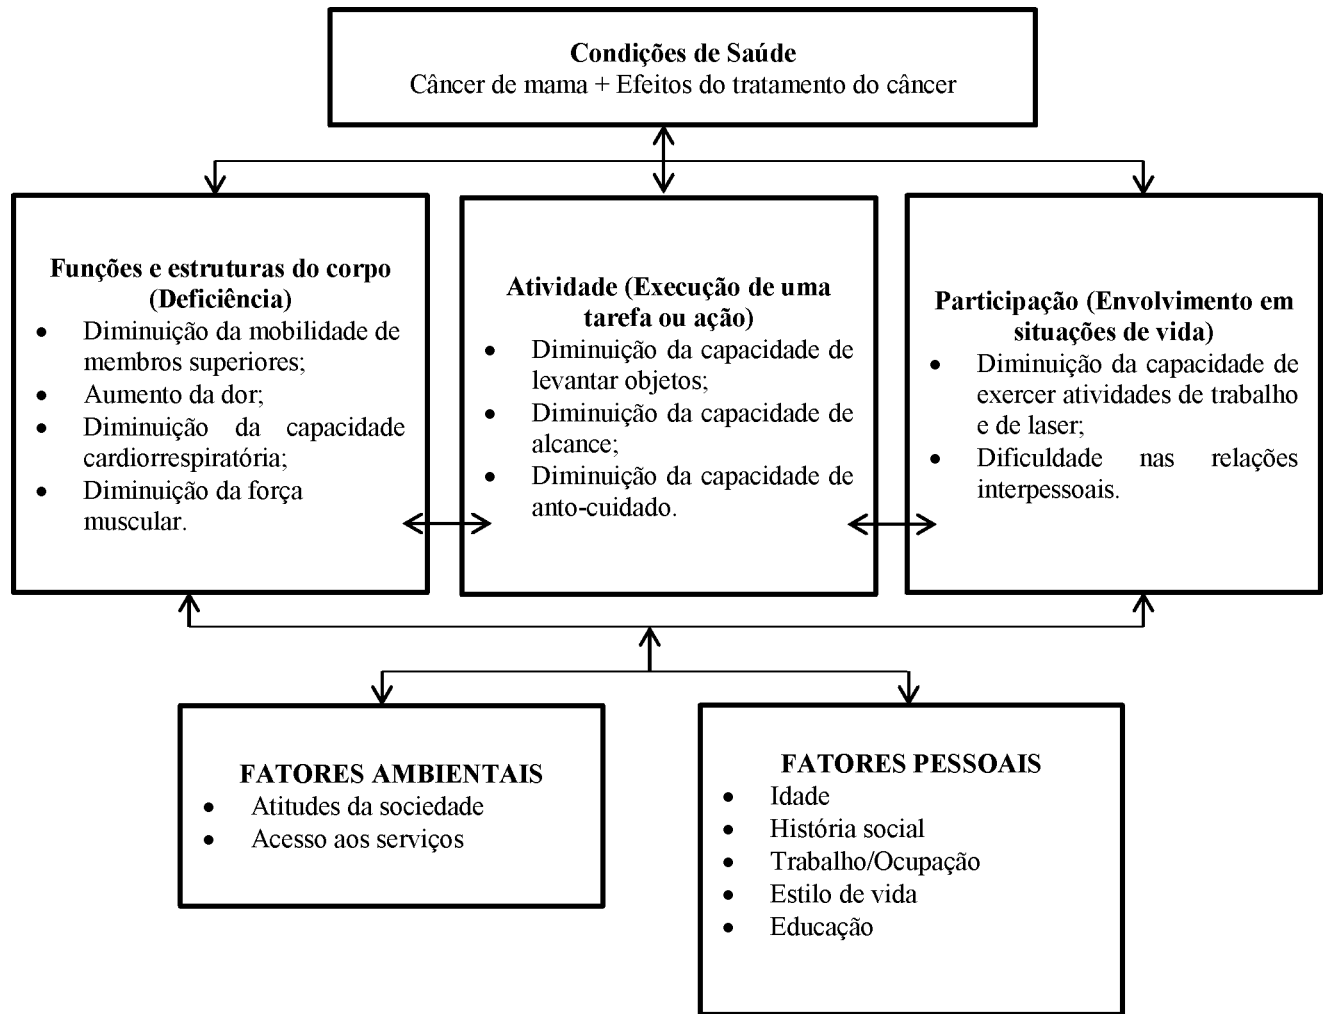 Condições de Saúde
Câncer de mama + Efeitos do tratamento do câncer
Funções e estruturas do corpo
(Deficiência)
• Diminuição da mobilidade de
membros superiores;
• Aumento da dor;
• Diminuição da capacidade
cardiorrespiratória;
• Diminuição da força
muscular.
Atividade (Execução de uma
tarefa ou ação)
• Diminuição da capacidade de
levantar objetos;
• Diminuição da capacidade de
alcance;
• Diminuição da capacidade de
anto-cuidado.
Participação (Envolvimento em
situações de vida)
• Diminuição da capacidade de
exercer atividades de trabalho
e de laser;
• Dificuldade nas relações
interpessoais.
FATORES AMBIENTAIS
• Atitudes da sociedade
• Acesso aos serviços
FATORES PESSOAIS
• Idade
• História social
• Trabalho/Ocupação
• Estilo de vida
• Educação